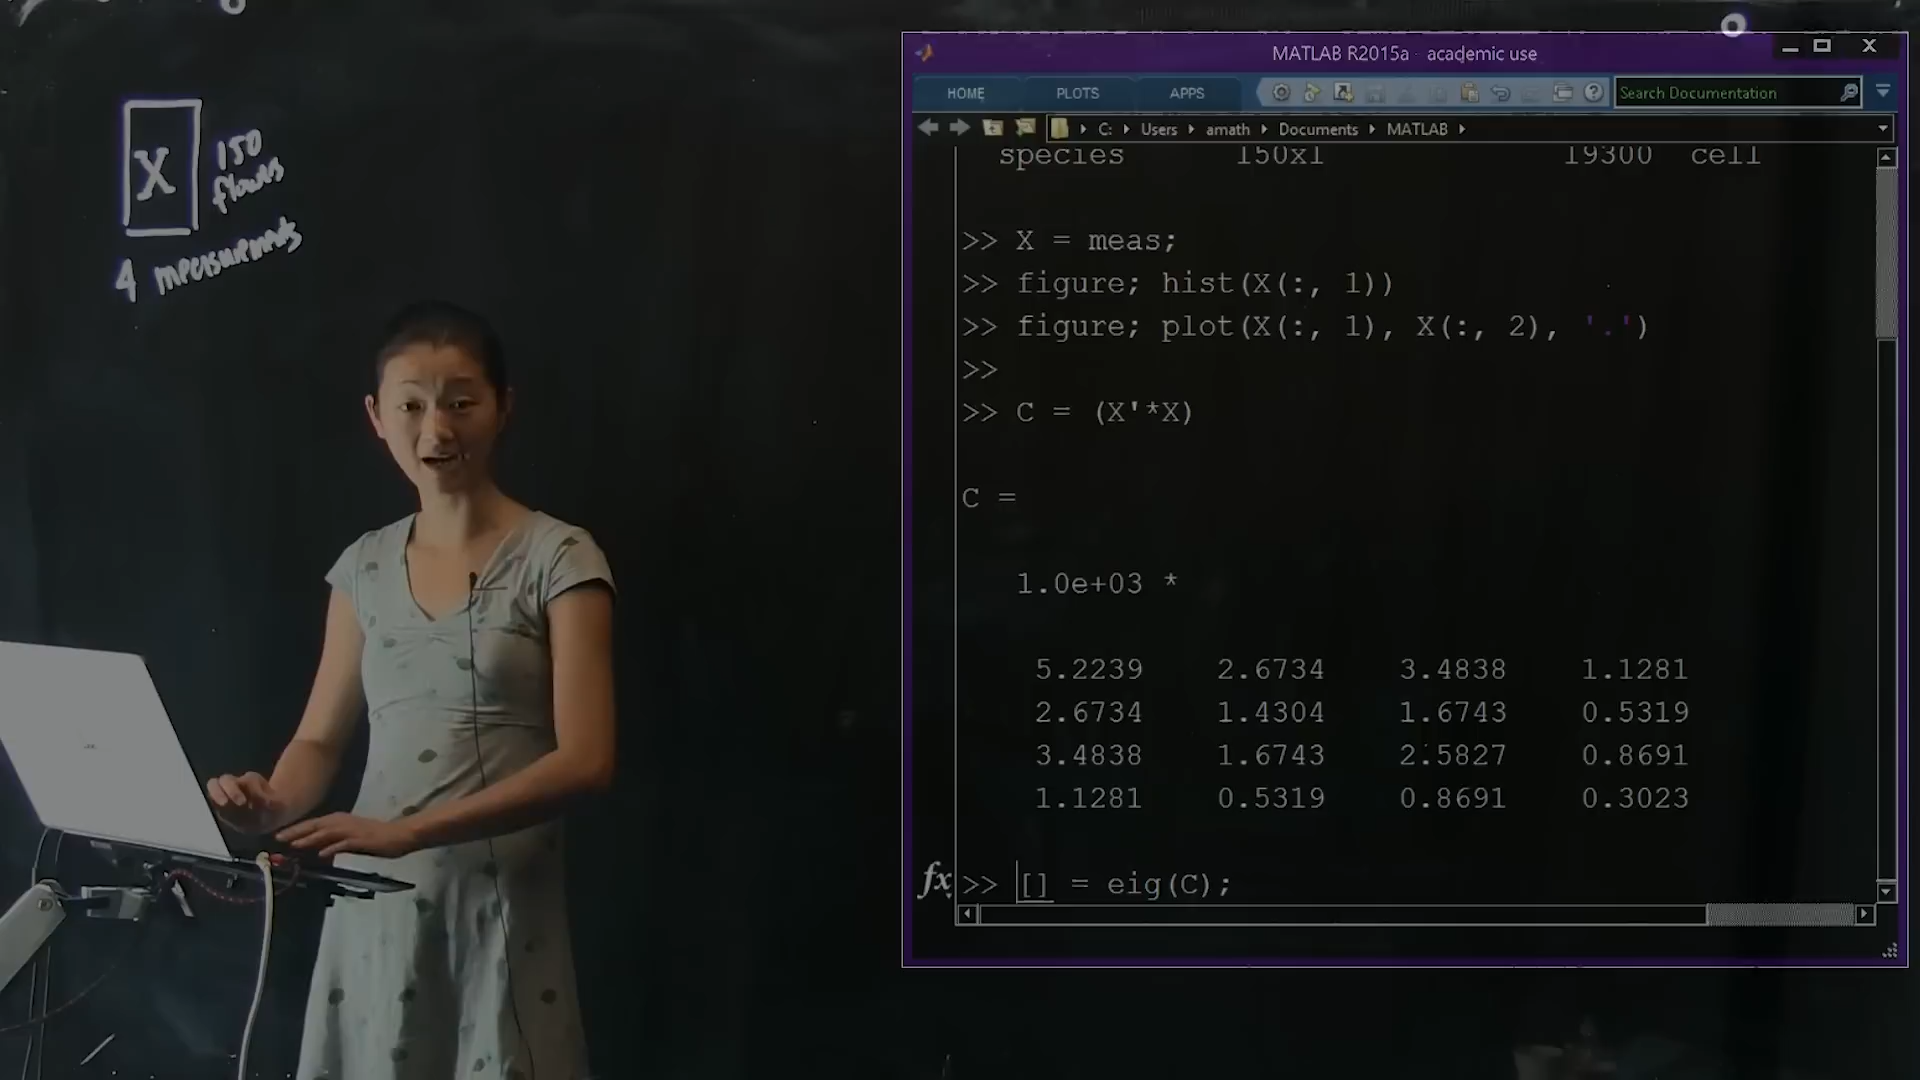 X
150
flowers
4 measurements
MATLAB R2015a - academic use
HOME PLOTS APPS Search Documentation
C: Users amath Documents MATLAB
species 150x1 19300 cell
>> X = meas;
>> figure; hist(X(:, 1))
>> figure; plot(X(:, 1), X(:, 2), '.')
>>
>> C = (X'*X)
C =
1.0e+03 *
5.2239 2.6734 3.4838 1.1281
2.6734 1.4304 1.6743 0.5319
3.4838 1.6743 2.5827 0.8691
1.1281 0.5319 0.8691 0.3023
fx >> [] = eig(C);